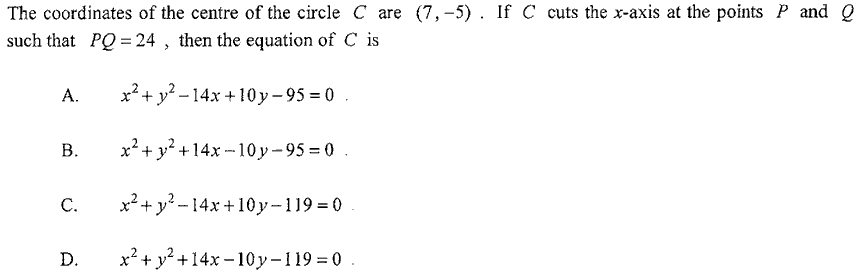 The coordinates of the centre of the circle C are (7, −5) . If C cuts the x-axis at the points P and Q
such that PQ = 24 , then the equation of C is
A. x² + y² − 14x + 10y − 95 = 0 .
B. x² + y² + 14x − 10y − 95 = 0 .
C. x² + y² − 14x + 10y − 119 = 0 .
D. x² + y² + 14x − 10y − 119 = 0 .